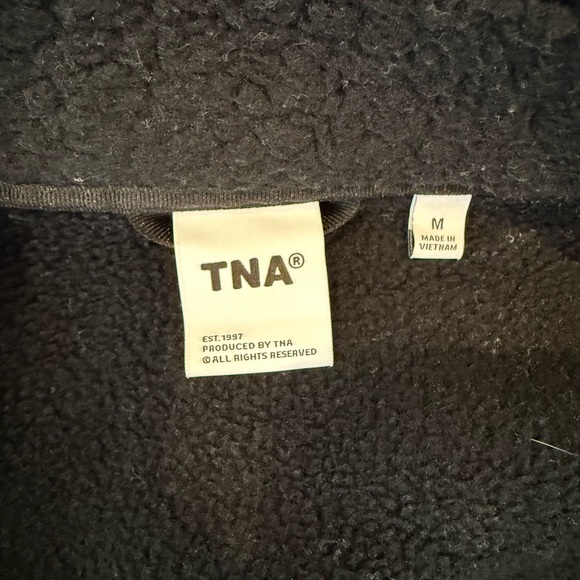 TNA®
EST. 1997
PRODUCED BY TNA
© ALL RIGHTS RESERVED
M
MADE IN
VIETNAM